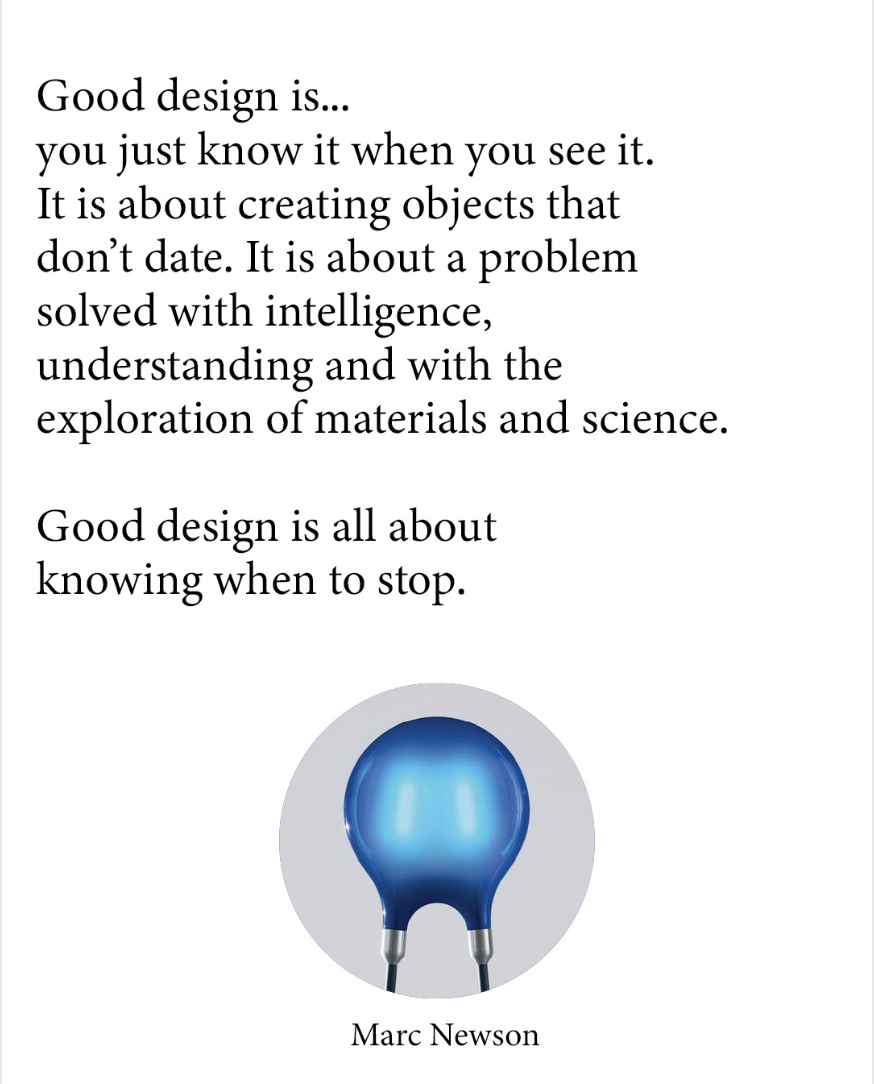 Good design is...
you just know it when you see it.
It is about creating objects that
don’t date. It is about a problem
solved with intelligence,
understanding and with the
exploration of materials and science.
Good design is all about
knowing when to stop.
Marc Newson